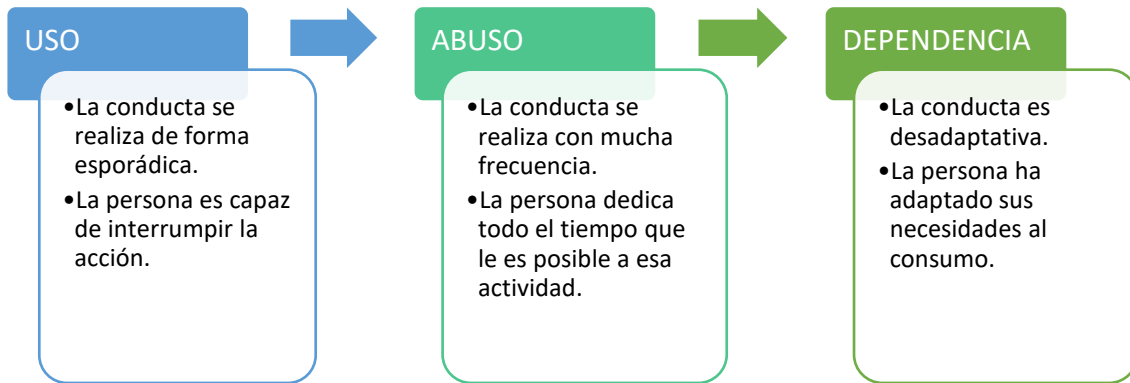 USO
•La conducta se
realiza de forma
esporádica.
•La persona es capaz
de interrumpir la
acción.
ABUSO
•La conducta se
realiza con mucha
frecuencia.
•La persona dedica
todo el tiempo que
le es posible a esa
actividad.
DEPENDENCIA
•La conducta es
desadaptativa.
•La persona ha
adaptado sus
necesidades al
consumo.